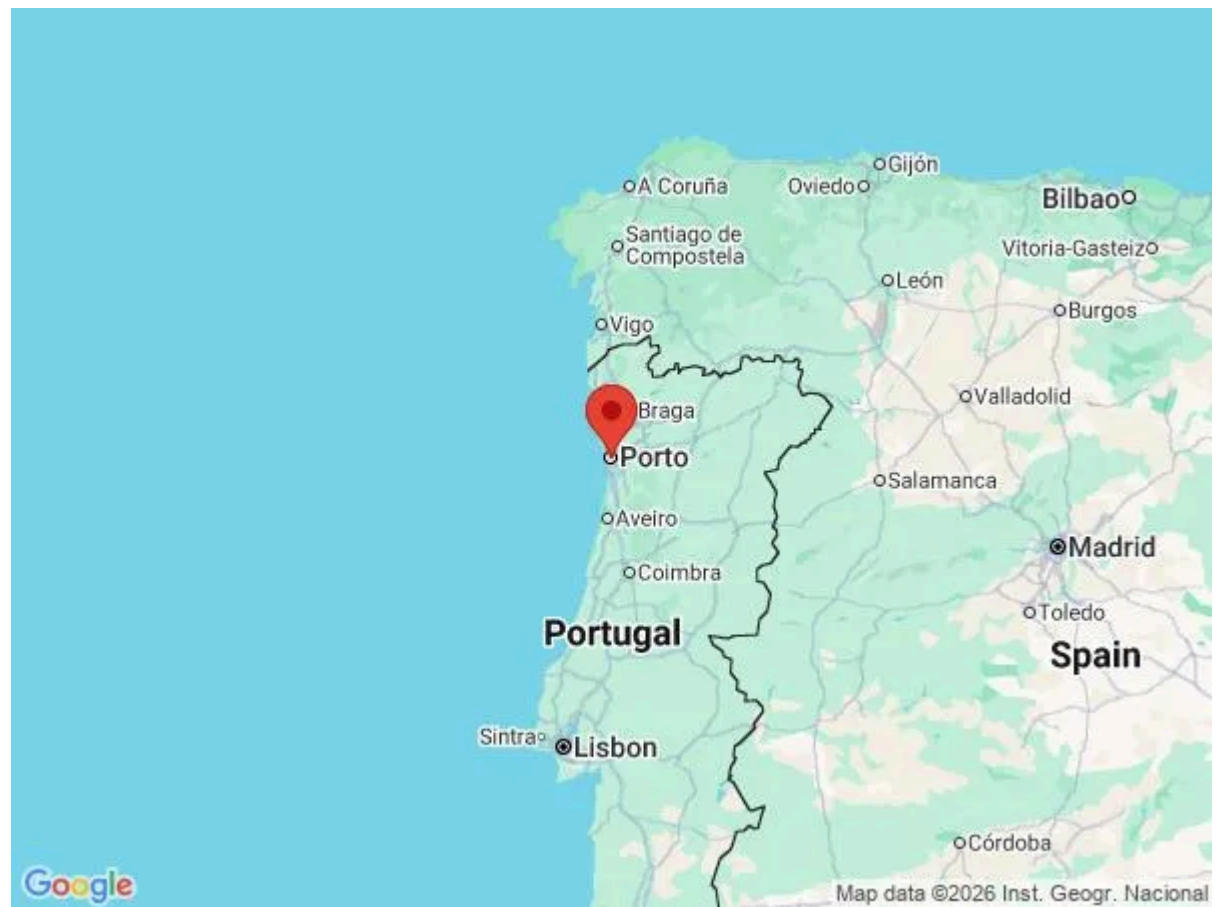 Gijón
A Coruña
Oviedo
Bilbao
Santiago de
Compostela
Vitoria-Gasteiz
León
Burgos
Vigo
Valladolid
Braga
Porto
Salamanca
Aveiro
Madrid
Coimbra
Toledo
Portugal
Spain
Sintra
Lisbon
Córdoba
Google
Map data ©2026 Inst. Geogr. Nacional